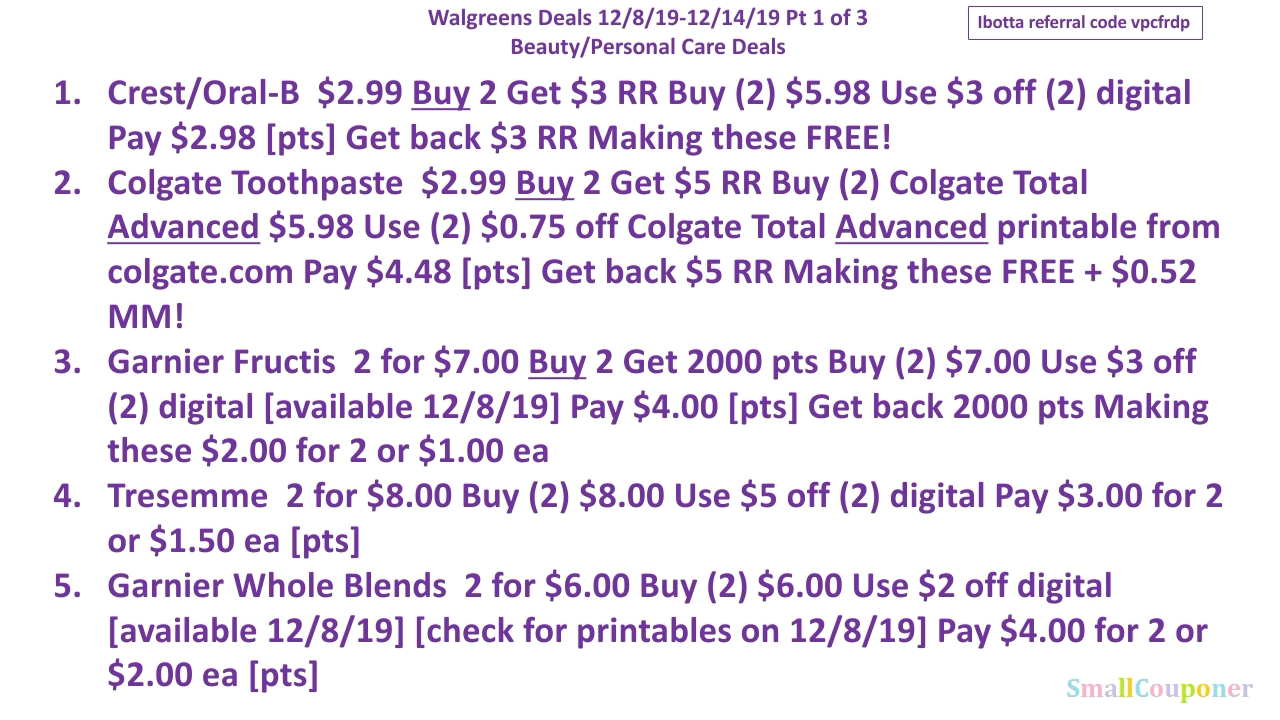 Walgreens Deals 12/8/19-12/14/19 Pt 1 of 3
Beauty/Personal Care Deals
Ibotta referral code vpcfrdp
1. Crest/Oral-B $2.99 Buy 2 Get $3 RR Buy (2) $5.98 Use $3 off (2) digital
Pay $2.98 [pts] Get back $3 RR Making these FREE!
2. Colgate Toothpaste $2.99 Buy 2 Get $5 RR Buy (2) Colgate Total
Advanced $5.98 Use (2) $0.75 off Colgate Total Advanced printable from
colgate.com Pay $4.48 [pts] Get back $5 RR Making these FREE + $0.52
MM!
3. Garnier Fructis 2 for $7.00 Buy 2 Get 2000 pts Buy (2) $7.00 Use $3 off
(2) digital [available 12/8/19] Pay $4.00 [pts] Get back 2000 pts Making
these $2.00 for 2 or $1.00 ea
4. Tresemme 2 for $8.00 Buy (2) $8.00 Use $5 off (2) digital Pay $3.00 for 2
or $1.50 ea [pts]
5. Garnier Whole Blends 2 for $6.00 Buy (2) $6.00 Use $2 off digital
[available 12/8/19] [check for printables on 12/8/19] Pay $4.00 for 2 or
$2.00 ea [pts]
SmallCouponer